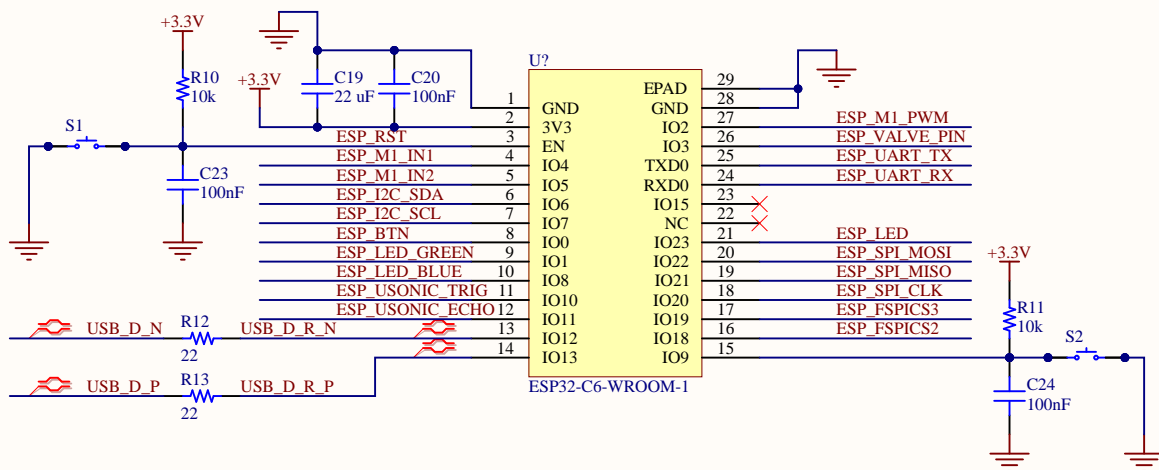 +3.3V
R10
10k
S1
C23
100nF
+3.3V
C19
22 uF
C20
100nF
U?
1 GND
2 3V3
ESP_RST 3 EN
ESP_M1_IN1 4 IO4
ESP_M1_IN2 5 IO5
ESP_I2C_SDA 6 IO6
ESP_I2C_SCL 7 IO7
ESP_BTN 8 IO0
ESP_LED_GREEN 9 IO1
ESP_LED_BLUE 10 IO8
ESP_USONIC_TRIG 11 IO10
ESP_USONIC_ECHO 12 IO11
USB_D_N R12 22 USB_D_R_N 13 IO12
USB_D_P R13 22 USB_D_R_P 14 IO13
EPAD 29
GND 28
IO2 27 ESP_M1_PWM
IO3 26 ESP_VALVE_PIN
TXD0 25 ESP_UART_TX
RXD0 24 ESP_UART_RX
IO15 23
NC 22
IO23 21 ESP_LED
IO22 20 ESP_SPI_MOSI
IO21 19 ESP_SPI_MISO
IO20 18 ESP_SPI_CLK
IO19 17 ESP_FSPICS3
IO18 16 ESP_FSPICS2
IO9 15
ESP32-C6-WROOM-1
+3.3V
R11
10k
S2
C24
100nF